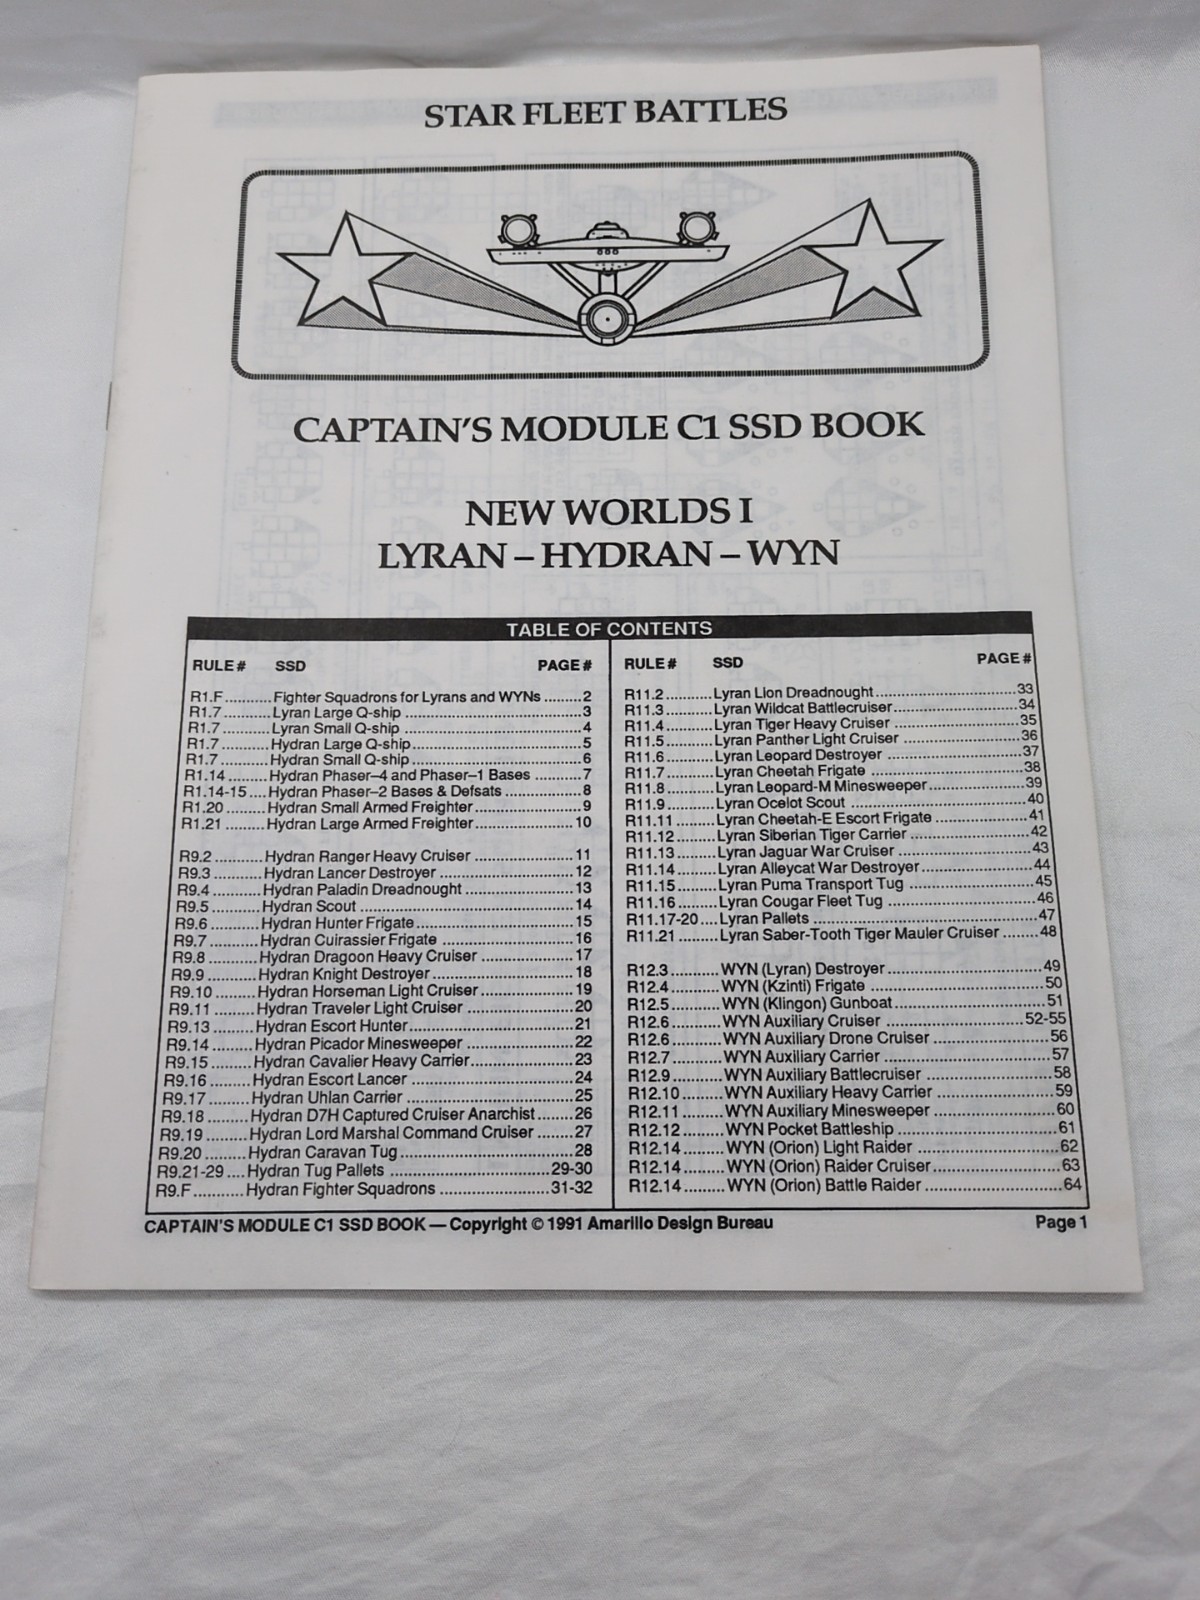 STAR FLEET BATTLES
CAPTAIN'S MODULE C1 SSD BOOK
NEW WORLDS I
LYRAN – HYDRAN – WYN
TABLE OF CONTENTS
RULE # SSD PAGE #
R1.F........... Fighter Squadrons for Lyrans and WYNs .........2
R1.7 .......... Lyran Large Q-ship ...................................3
R1.7 .......... Lyran Small Q-ship ...................................4
R1.7 .......... Hydran Large Q-ship.................................5
R1.7 .......... Hydran Small Q-ship .................................6
R1.14 ......... Hydran Phaser–4 and Phaser–1 Bases ..........7
R1.14-15 .... Hydran Phaser–2 Bases & Defsats ................8
R1.20 ......... Hydran Small Armed Freighter......................9
R1.21 ......... Hydran Large Armed Freighter.....................10
R9.2 ........... Hydran Ranger Heavy Cruiser .....................11
R9.3 ........... Hydran Lancer Destroyer ...........................12
R9.4 ........... Hydran Paladin Dreadnought ......................13
R9.5 ........... Hydran Scout ..........................................14
R9.6 ........... Hydran Hunter Frigate................................15
R9.7 ........... Hydran Cuirassier Frigate ..........................16
R9.8 ........... Hydran Dragoon Heavy Cruiser ...................17
R9.9 ........... Hydran Knight Destroyer............................18
R9.10 ......... Hydran Horseman Light Cruiser...................19
R9.11 ......... Hydran Traveler Light Cruiser .....................20
R9.13 ......... Hydran Escort Hunter................................21
R9.14 ......... Hydran Picador Minesweeper .....................22
R9.15 ......... Hydran Cavalier Heavy Carrier....................23
R9.16 ......... Hydran Escort Lancer ...............................24
R9.17 ......... Hydran Uhlan Carrier ................................25
R9.18 ......... Hydran D7H Captured Cruiser Anarchist.......26
R9.19 ......... Hydran Lord Marshal Command Cruiser ........27
R9.20 ......... Hydran Caravan Tug .................................28
R9.21-29 .... Hydran Tug Pallets ...............................29-30
R9.F........... Hydran Fighter Squadrons .....................31-32
RULE # SSD PAGE #
R11.2.......... Lyran Lion Dreadnought.............................33
R11.3.......... Lyran Wildcat Battlecruiser.........................34
R11.4.......... Lyran Tiger Heavy Cruiser .........................35
R11.5.......... Lyran Panther Light Cruiser .......................36
R11.6.......... Lyran Leopard Destroyer ...........................37
R11.7.......... Lyran Cheetah Frigate ..............................38
R11.8.......... Lyran Leopard-M Minesweeper...................39
R11.9.......... Lyran Ocelot Scout ..................................40
R11.11 ........ Lyran Cheetah-E Escort Frigate..................41
R11.12 ........ Lyran Siberian Tiger Carrier .......................42
R11.13 ........ Lyran Jaguar War Cruiser .........................43
R11.14 ........ Lyran Alleycat War Destroyer.....................44
R11.15 ........ Lyran Puma Transport Tug ........................45
R11.16 ........ Lyran Cougar Fleet Tug ............................46
R11.17-20 .... Lyran Pallets ..........................................47
R11.21 ........ Lyran Saber-Tooth Tiger Mauler Cruiser ........48
R12.3.......... WYN (Lyran) Destroyer..............................49
R12.4.......... WYN (Kzinti) Frigate.................................50
R12.5.......... WYN (Klingon) Gunboat.............................51
R12.6.......... WYN Auxiliary Cruiser .........................52-55
R12.6.......... WYN Auxiliary Drone Cruiser ......................56
R12.7.......... WYN Auxiliary Carrier ...............................57
R12.9.......... WYN Auxiliary Battlecruiser .......................58
R12.10......... WYN Auxiliary Heavy Carrier .....................59
R12.11......... WYN Auxiliary Minesweeper ......................60
R12.12......... WYN Pocket Battleship.............................61
R12.14......... WYN (Orion) Light Raider .........................62
R12.14......... WYN (Orion) Raider Cruiser.......................63
R12.14......... WYN (Orion) Battle Raider ........................64
CAPTAIN'S MODULE C1 SSD BOOK — Copyright © 1991 Amarillo Design Bureau Page 1